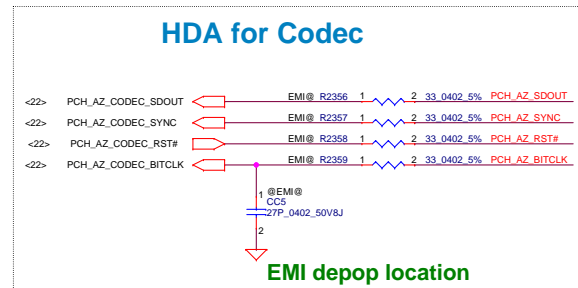 HDA for Codec
<22> PCH_AZ_CODEC_SDOUT EMI@ R2356 1 2 33_0402_5% PCH_AZ_SDOUT
<22> PCH_AZ_CODEC_SYNC EMI@ R2357 1 2 33_0402_5% PCH_AZ_SYNC
<22> PCH_AZ_CODEC_RST# EMI@ R2358 1 2 33_0402_5% PCH_AZ_RST#
<22> PCH_AZ_CODEC_BITCLK EMI@ R2359 1 2 33_0402_5% PCH_AZ_BITCLK
1 @EMI@
CC5
27P_0402_50V8J
2
EMI depop location